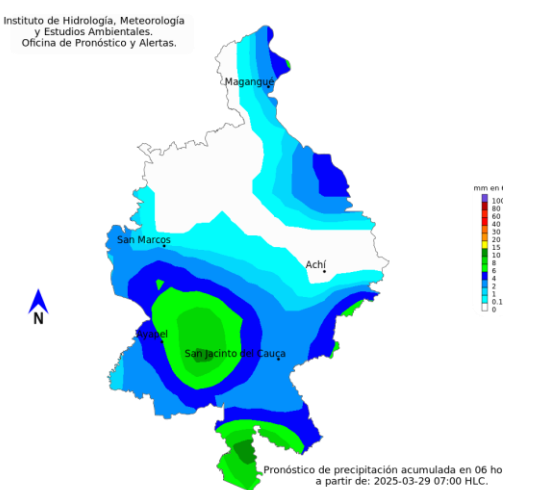 Instituto de Hidrología, Meteorología
y Estudios Ambientales.
Oficina de Pronóstico y Alertas.
Magangué
San Marcos
Achí
Ayapel
San Jacinto del Cauca
N
mm en
100
80
60
40
30
20
15
10
8
6
4
2
1
0.1
0
Pronóstico de precipitación acumulada en 06 ho
a partir de: 2025-03-29 07:00 HLC.